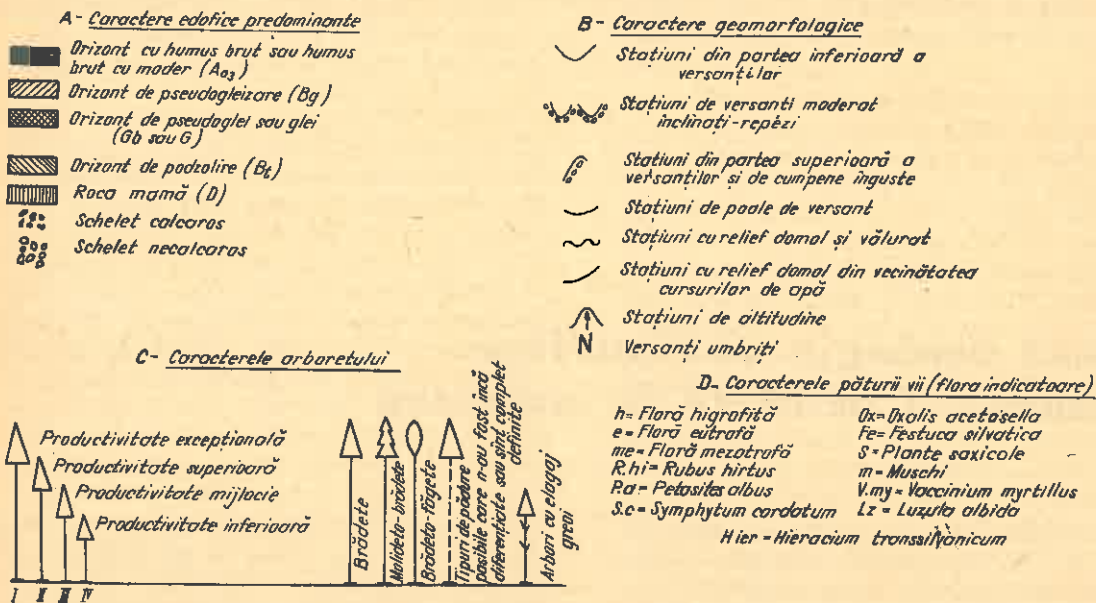 A - Caractere edafice predominante
Orizont cu humus brut sau humus
brut cu moder (A03)
Orizont de pseudogleizare (Bg)
Orizont de pseudoglei sau glei
(Gb sau G)
Orizont de podzolire (Bt)
Roca mamă (D)
Schelet calcaros
Schelet necalcaros
B - Caractere geomorfologice
Stațiuni din partea inferioară a
versanților
Stațiuni de versanti moderat
înclinați-repezi
Stațiuni din partea superioară a
versanților și de cumpene înguste
Stațiuni de poale de versant
Stațiuni cu relief domol și vălurat
Stațiuni cu relief domol din vecinătatea
cursurilor de apă
Stațiuni de altitudine
N Versanti umbriți
C - Caracterele arboretului
Productivitate excepțională
Productivitate superioară
Productivitate mijlocie
Productivitate inferioară
I II III IV
Brădete
Molideto-brădete
Brădeto-făgete
Tipuri de pădure
posibile care n-au fost încă
diferențiate sau sînt complet
definite
Arbori cu elagaj
greoi
D - Caracterele păturii vii (flora indicatoare)
h = Floră higrofită
e = Floră eutrofă
me = Floră mezotrofă
R.hi = Rubus hirtus
P.a = Petasites albus
S.c = Symphytum cordatum
Ox = Oxalis acetosella
Fe = Festuca silvatica
S = Plante saxicole
m = Muschi
V.my = Vaccinium myrtillus
Lz = Luzula albida
Hier = Hieracium transsilvanicum